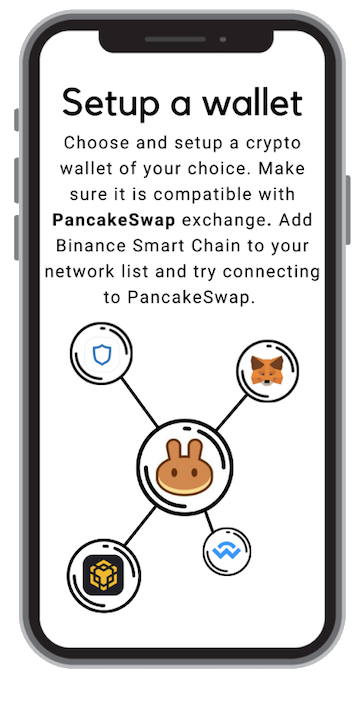 Setup a wallet
Choose and setup a crypto
wallet of your choice. Make
sure it is compatible with
PancakeSwap exchange. Add
Binance Smart Chain to your
network list and try connecting
to PancakeSwap.